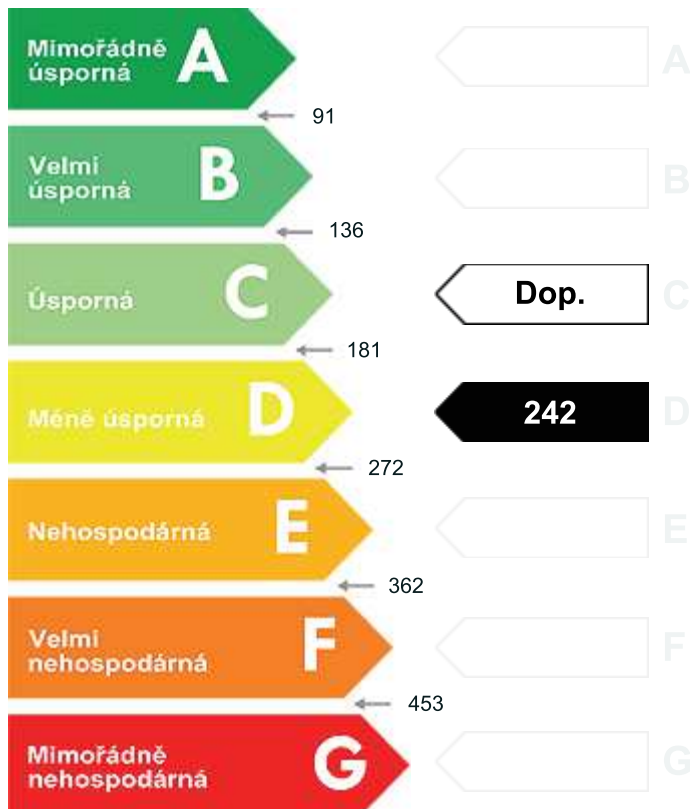 Mimořádně
úsporná
A
A
91
Velmi
úsporná
B
B
136
Úsporná
C
Dop.
C
181
Méně úsporná
D
242
D
272
Nehospodárná
E
E
362
Velmi
nehospodárná
F
F
453
Mimořádně
nehospodárná
G
G